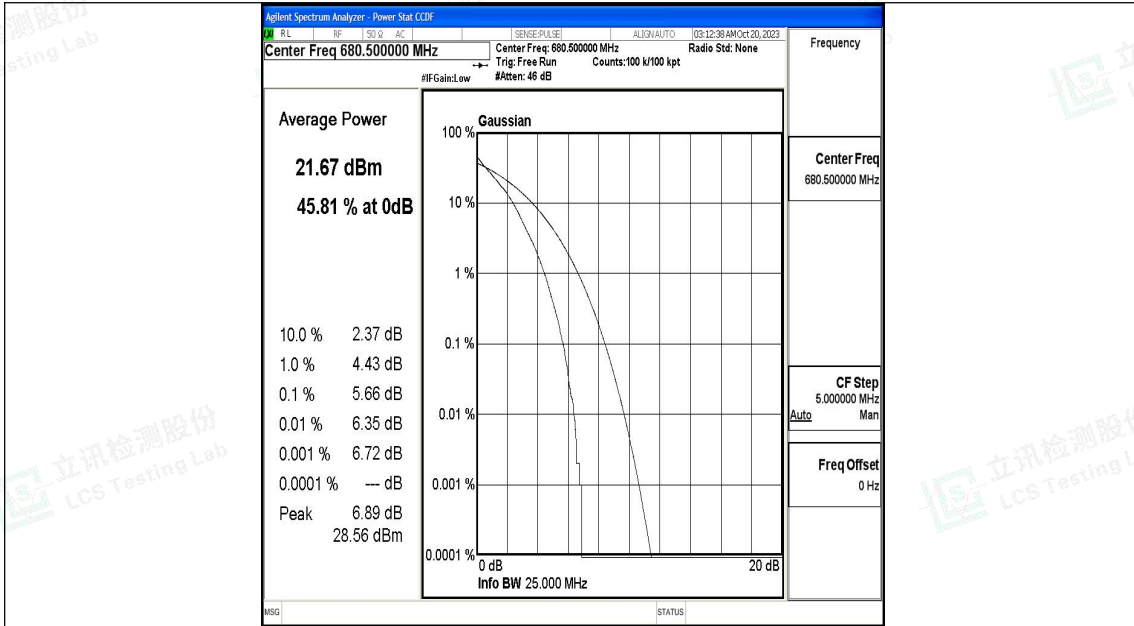 Agilent Spectrum Analyzer - Power Stat CCDF
LXI RL RF 50 Ω AC SENSE:PULSE ALIGNAUTO 03:12:38 AM Oct 20, 2023
Center Freq 680.500000 MHz
Center Freq: 680.500000 MHz
Radio Std: None
Trig: Free Run Counts:100 k/100 kpt
#IFGain:Low
#Atten: 46 dB
Average Power
21.67 dBm
45.81 % at 0dB
10.0 % 2.37 dB
1.0 % 4.43 dB
0.1 % 5.66 dB
0.01 % 6.35 dB
0.001 % 6.72 dB
0.0001 % --- dB
Peak 6.89 dB
28.56 dBm
Gaussian
100 %
10 %
1 %
0.1 %
0.01 %
0.001 %
0.0001 %
0 dB
20 dB
Info BW 25.000 MHz
Frequency
Center Freq
680.500000 MHz
CF Step
5.000000 MHz
Auto Man
Freq Offset
0 Hz
MSG
STATUS
立讯检测股份
LCS Testing Lab
立讯检测股份
LCS Testing L
测股份
sting Lab
立